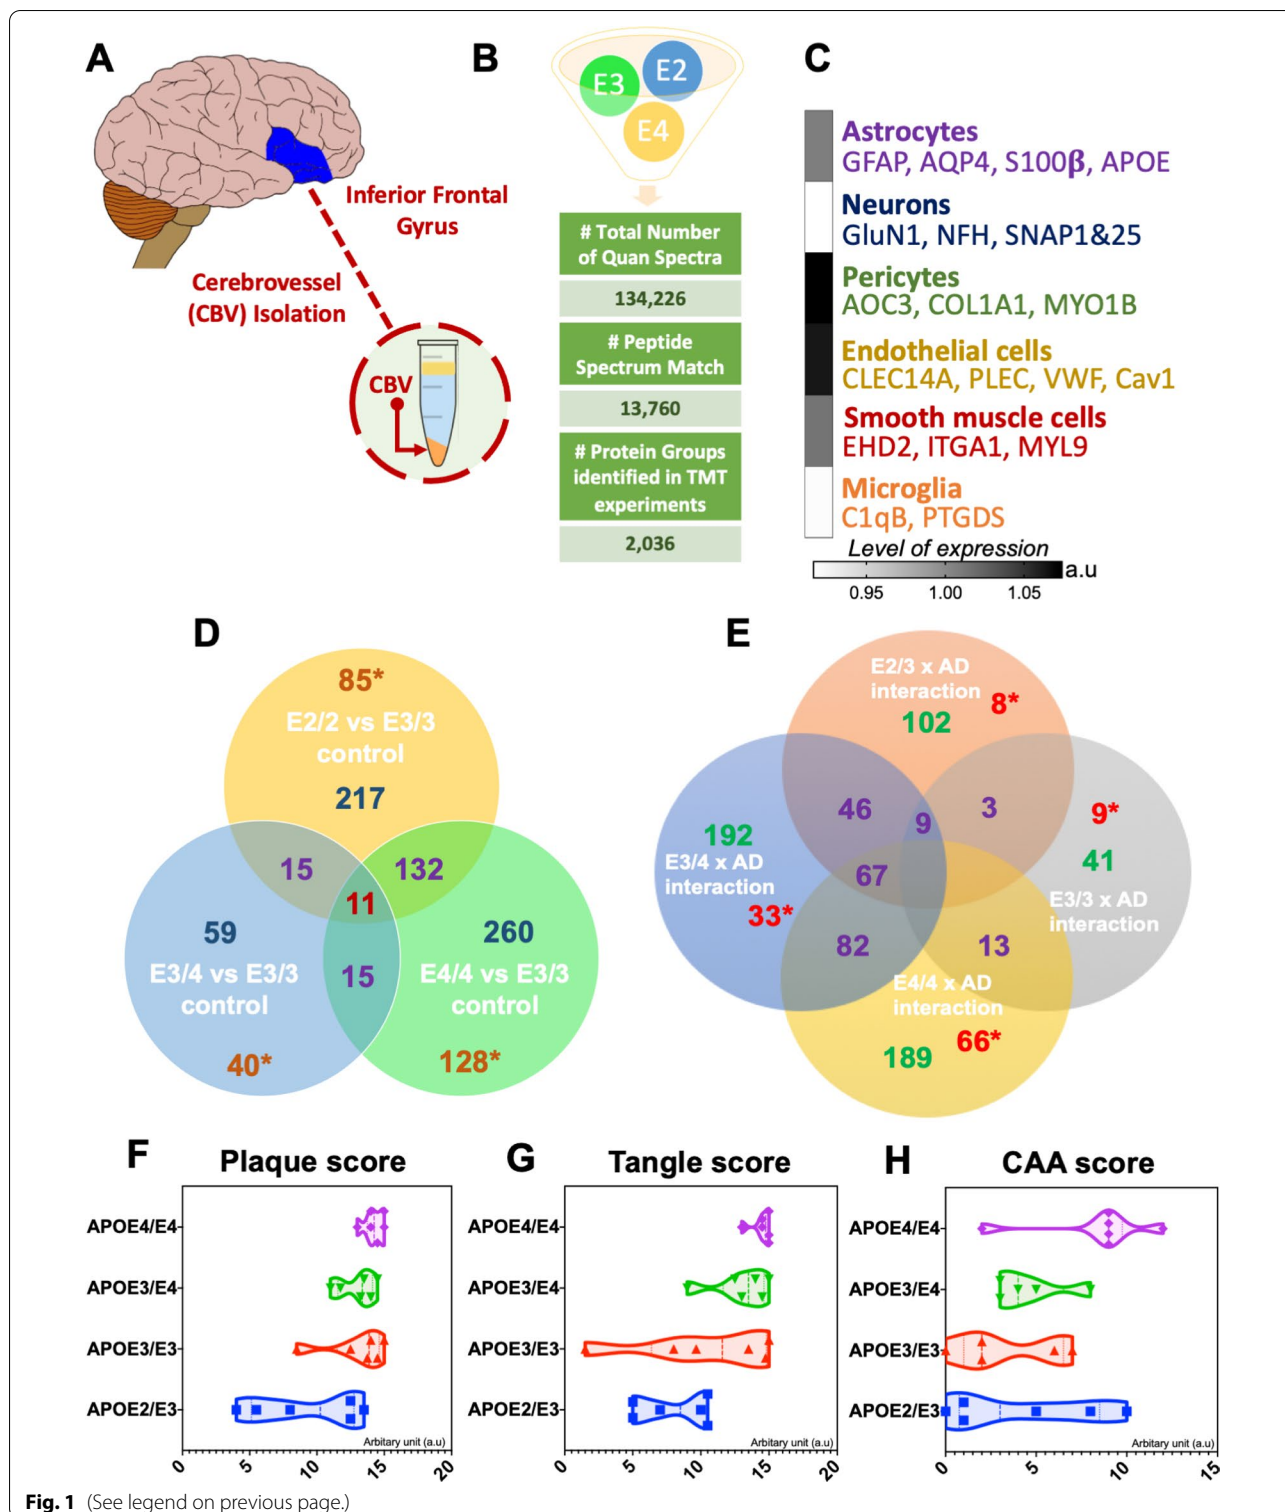 A
Inferior Frontal
Gyrus
Cerebrovessel
(CBV) Isolation
CBV
B
E3
E2
E4
# Total Number
of Quan Spectra
134,226
# Peptide
Spectrum Match
13,760
# Protein Groups
identified in TMT
experiments
2,036
C
Astrocytes
GFAP, AQP4, S100β, APOE
Neurons
GluN1, NFH, SNAP1&25
Pericytes
AOC3, COL1A1, MYO1B
Endothelial cells
CLEC14A, PLEC, VWF, Cav1
Smooth muscle cells
EHD2, ITGA1, MYL9
Microglia
C1qB, PTGDS
Level of expression
a.u
0.95 1.00 1.05
D
85*
E2/2 vs E3/3
control
217
15
132
11
59
E3/4 vs E3/3
control
15
260
E4/4 vs E3/3
control
40*
128*
E
E2/3 x AD
interaction
8*
102
46
9
3
9*
192
E3/4 x AD
interaction
33*
67
41
E3/3 x AD
interaction
82
13
E4/4 x AD
interaction
66*
189
F
Plaque score
APOE4/E4
APOE3/E4
APOE3/E3
APOE2/E3
Arbitary unit (a.u)
0 5 10 15 20
G
Tangle score
APOE4/E4
APOE3/E4
APOE3/E3
APOE2/E3
Arbitary unit (a.u)
0 5 10 15 20
H
CAA score
APOE4/E4
APOE3/E4
APOE3/E3
APOE2/E3
Arbitary unit (a.u)
0 5 10 15
Fig. 1 (See legend on previous page.)